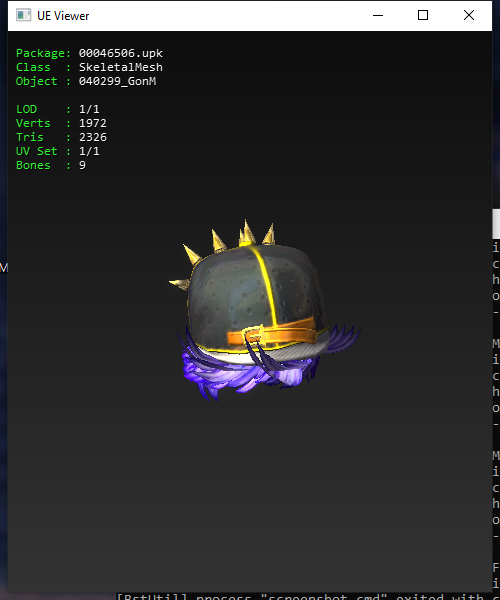 UE Viewer
Package: 00046506.upk
Class : SkeletalMesh
Object : 040299_GonM
LOD : 1/1
Verts : 1972
Tris : 2326
UV Set : 1/1
Bones : 9
M
i
c
h
o
-
M
i
c
h
o
-
M
i
c
h
o
-
F
i